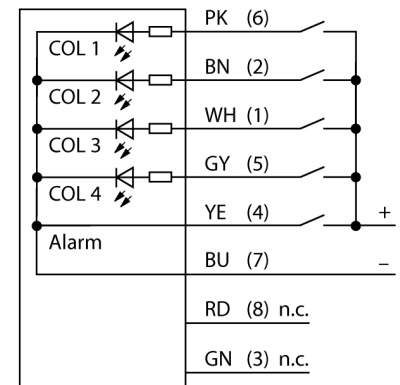 PK (6)
COL 1
BN (2)
COL 2
WH (1)
COL 3
GY (5)
COL 4
YE (4) +
Alarm
BU (7) –
RD (8) n.c.
GN (3) n.c.